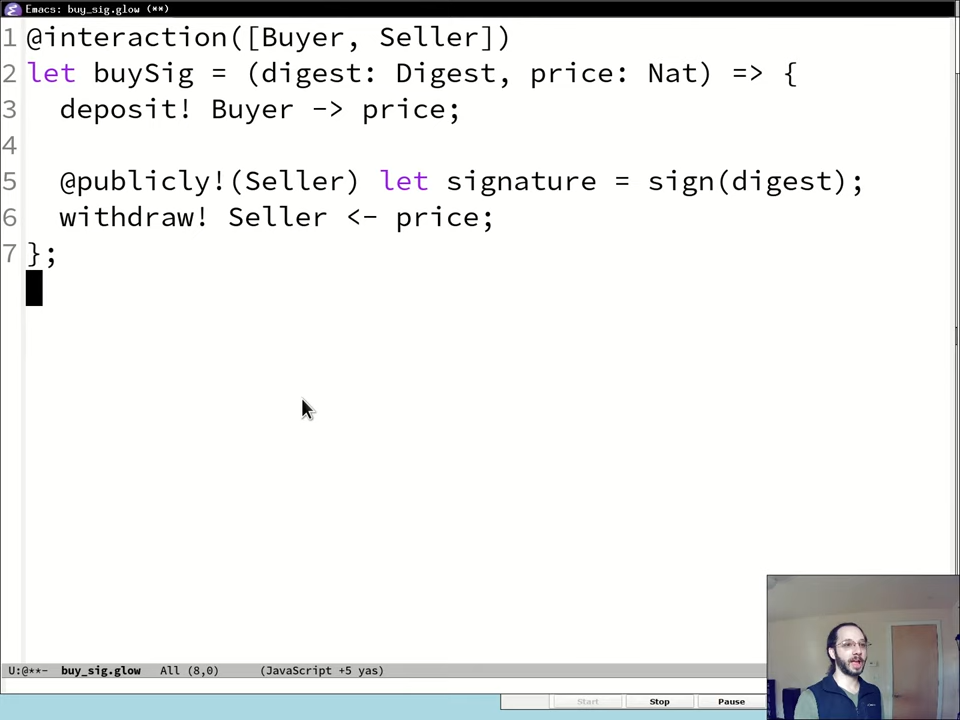 Emacs: buy_sig.glow (**)
1 @interaction([Buyer, Seller])
2 let buySig = (digest: Digest, price: Nat) => {
3   deposit! Buyer -> price;
4
5   @publicly!(Seller) let signature = sign(digest);
6   withdraw! Seller <- price;
7 };
U:@**-  buy_sig.glow   All (8,0)   (JavaScript +5 yas)
Start Stop Pause